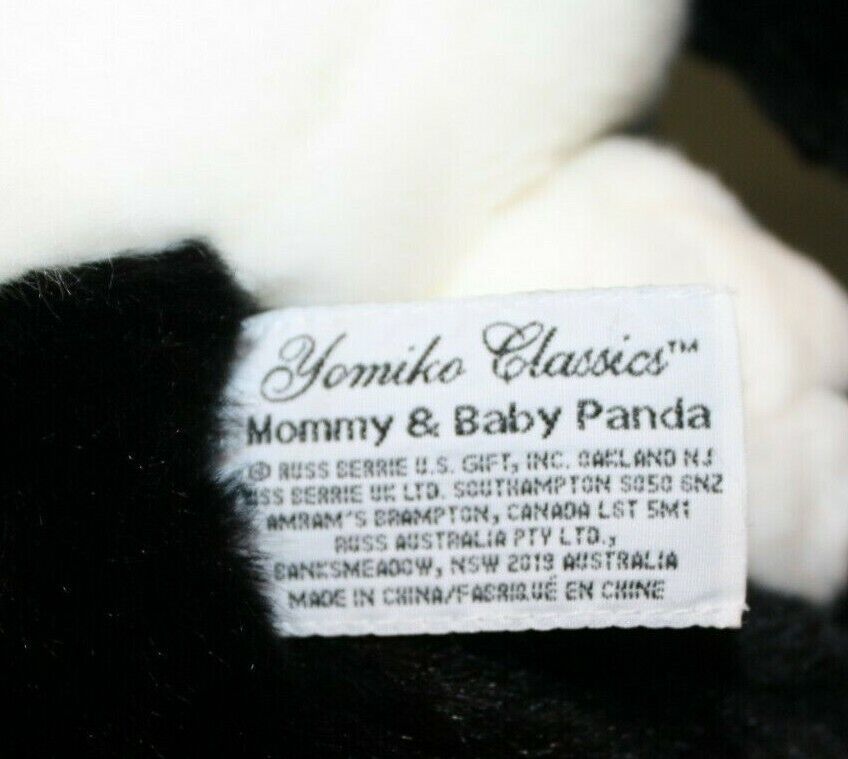 Yomiko Classics™
Mommy & Baby Panda
© RUSS BERRIE U.S. GIFT, INC. OAKLAND NJ
SS BERRIE UK LTD. SOUTHAMPTON SO50 6NZ
AMRAM'S BRAMPTON, CANADA L6T 5M1
RUSS AUSTRALIA PTY LTD.,
BANKSMEADOW, NSW 2019 AUSTRALIA
MADE IN CHINA/FABRIQUÉ EN CHINE